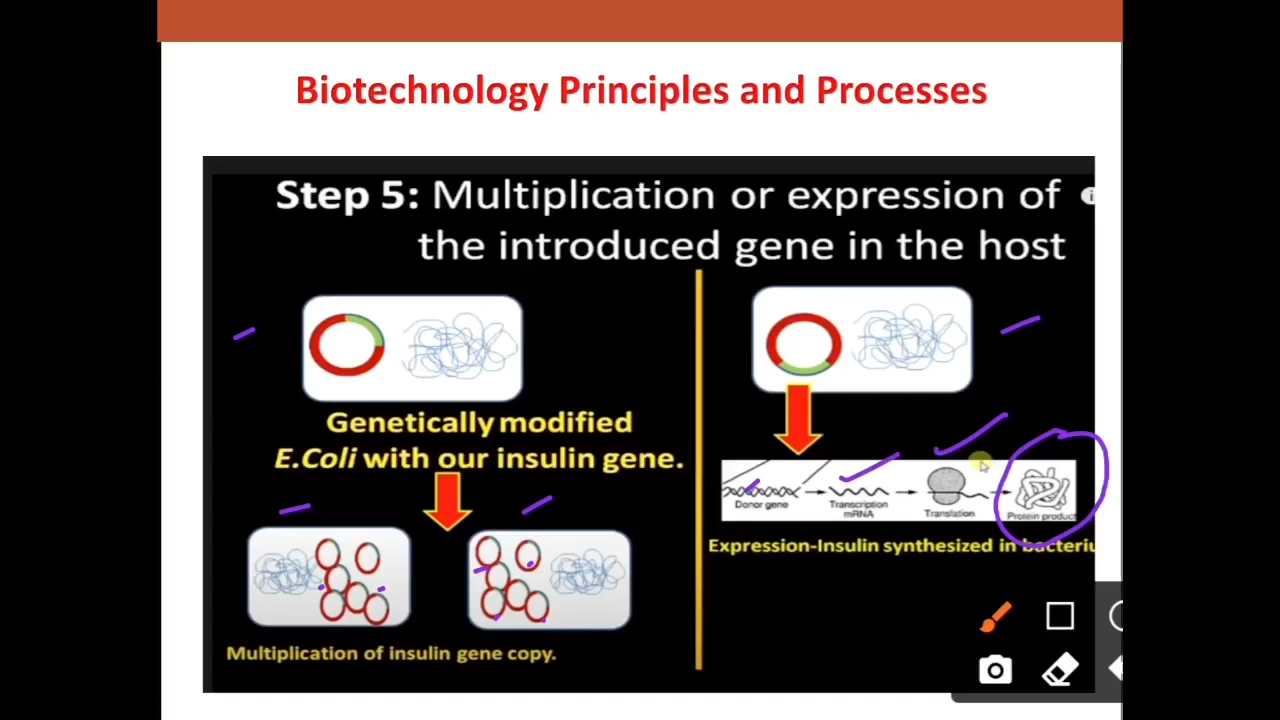 Biotechnology Principles and Processes
Step 5: Multiplication or expression of
the introduced gene in the host
Genetically modified
E.Coli with our insulin gene.
Multiplication of insulin gene copy.
Donor gene
Transcription
mRNA
Translation
Protein product
Expression-Insulin synthesized in